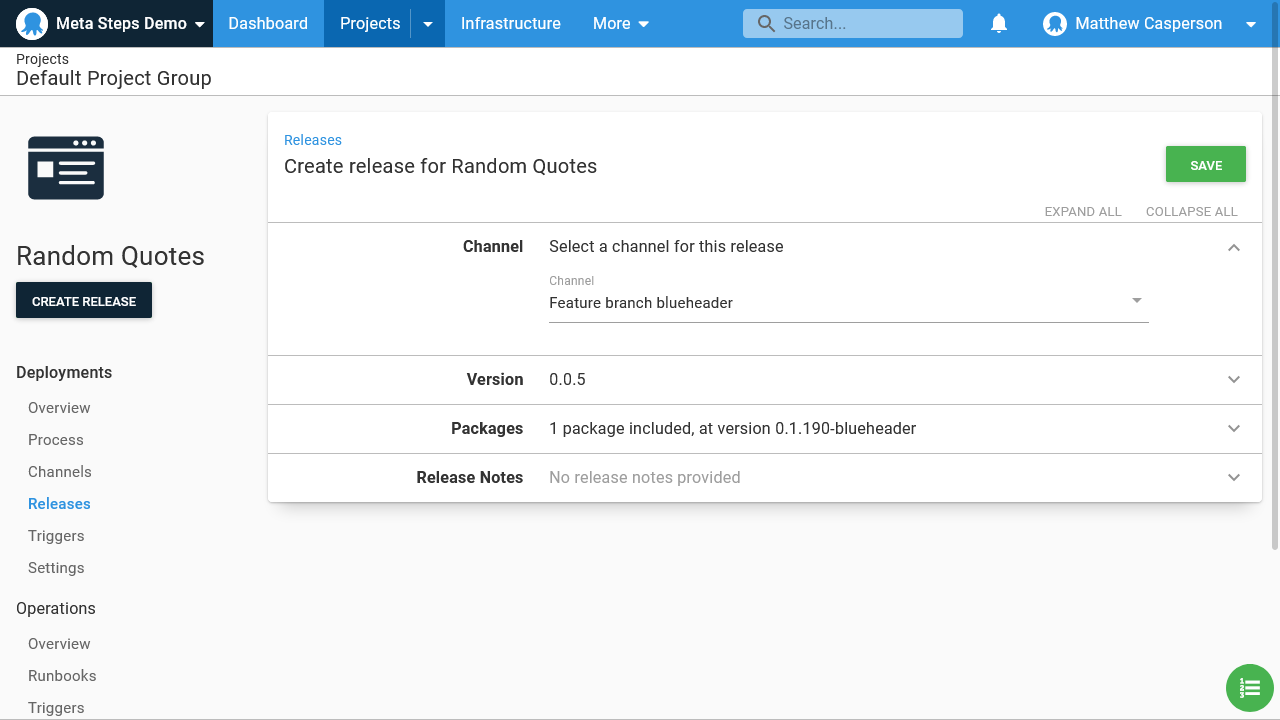 Meta Steps Demo Dashboard Projects Infrastructure More Search... Matthew Casperson
Projects
Default Project Group
Random Quotes
CREATE RELEASE
Deployments
Overview
Process
Channels
Releases
Triggers
Settings
Operations
Overview
Runbooks
Triggers
Releases
Create release for Random Quotes
SAVE
EXPAND ALL COLLAPSE ALL
Channel Select a channel for this release
Channel
Feature branch blueheader
Version 0.0.5
Packages 1 package included, at version 0.1.190-blueheader
Release Notes No release notes provided